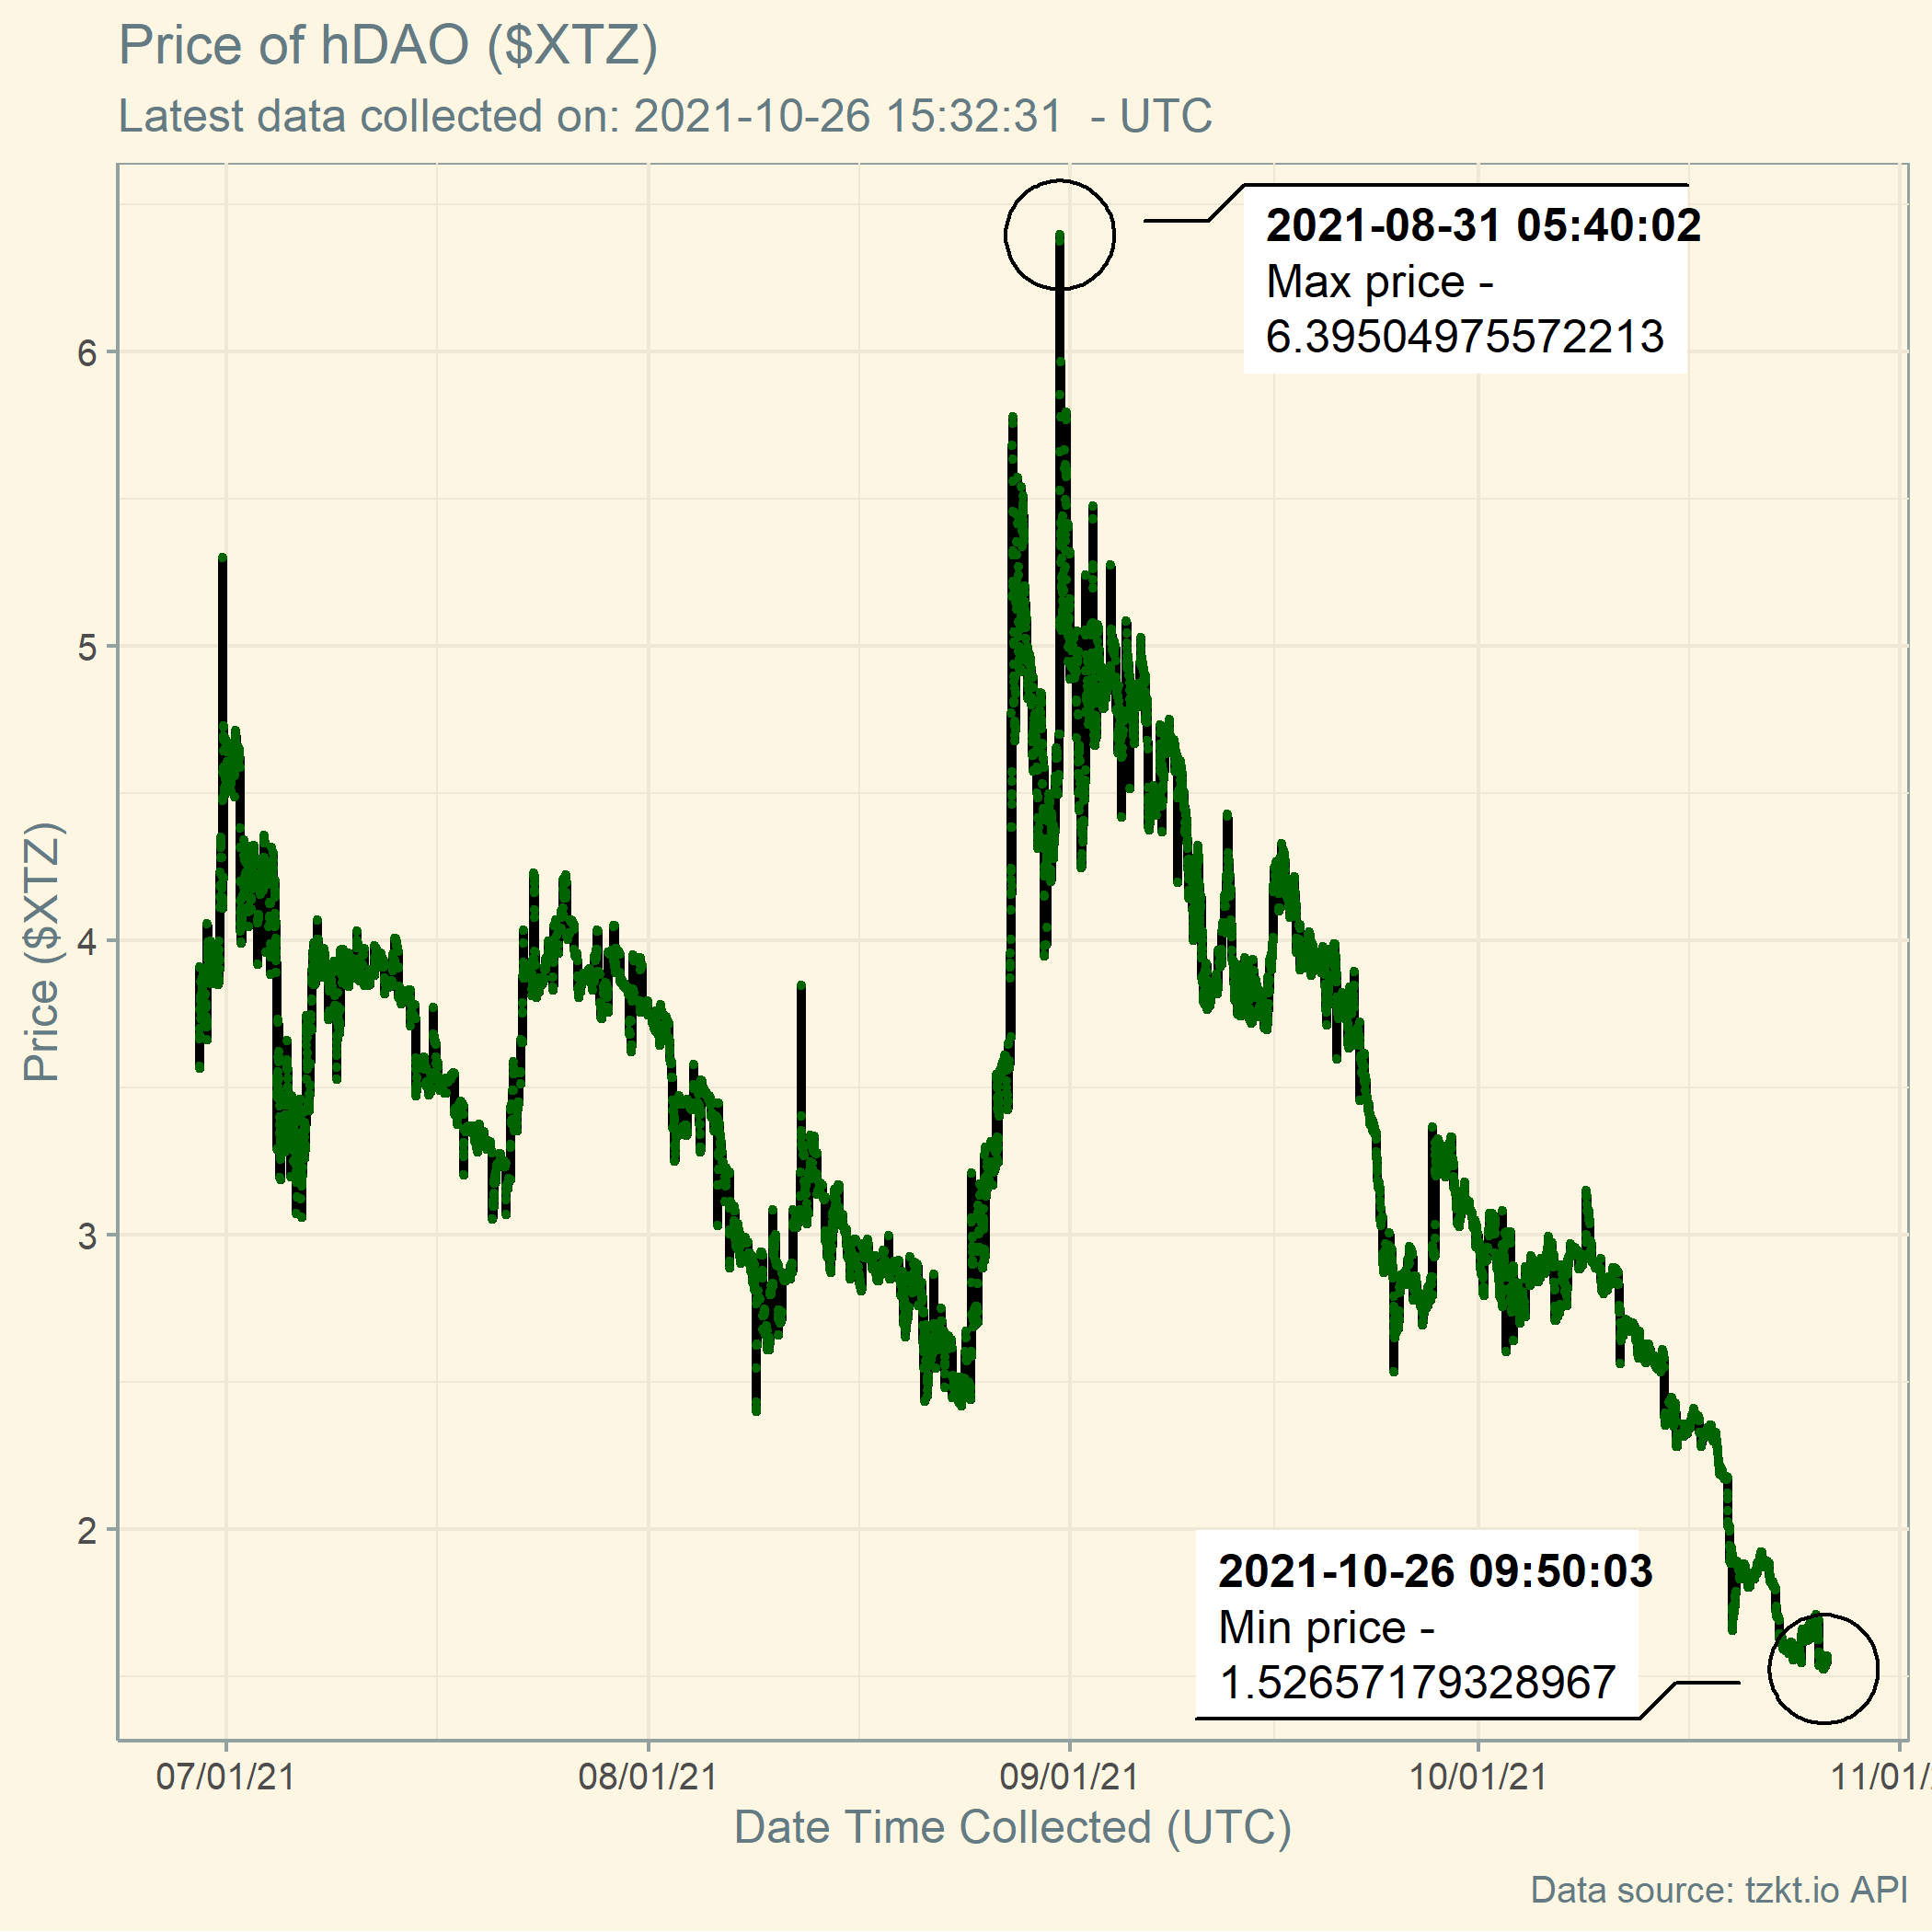 Price of hDAO ($XTZ)
Latest data collected on: 2021-10-26 15:32:31  - UTC
2021-08-31 05:40:02
Max price -
6.39504975572213
6
5
4
3
2
Price ($XTZ)
2021-10-26 09:50:03
Min price -
1.52657179328967
07/01/21
08/01/21
09/01/21
10/01/21
11/01/
Date Time Collected (UTC)
Data source: tzkt.io API